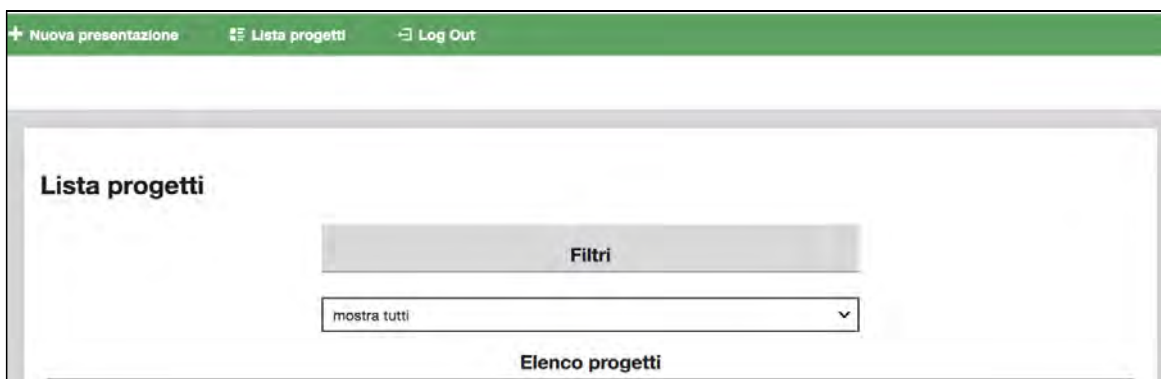 Nuova presentazione Lista progetti Log Out
Lista progetti
Filtri
mostra tutti
Elenco progetti